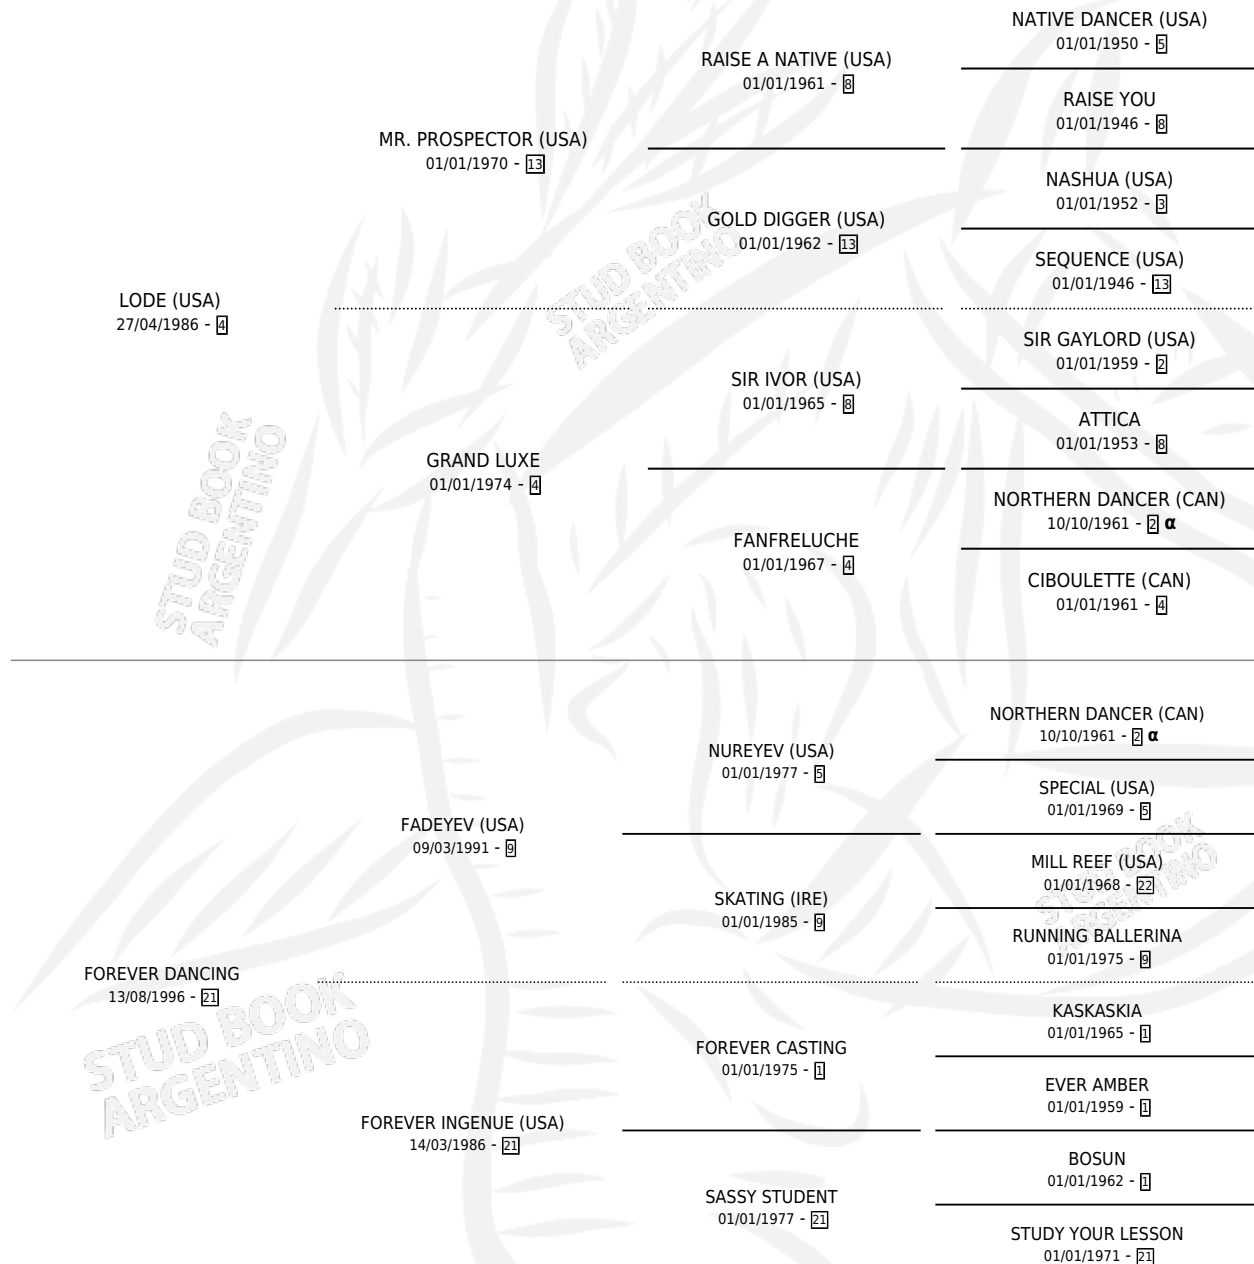 NATIVE DANCER (USA)
01/01/1950 - 5
RAISE A NATIVE (USA)
01/01/1961 - 8
RAISE YOU
01/01/1946 - 8
MR. PROSPECTOR (USA)
01/01/1970 - 13
NASHUA (USA)
01/01/1952 - 3
GOLD DIGGER (USA)
01/01/1962 - 13
SEQUENCE (USA)
01/01/1946 - 13
LODE (USA)
27/04/1986 - 4
SIR GAYLORD (USA)
01/01/1959 - 2
SIR IVOR (USA)
01/01/1965 - 8
ATTICA
01/01/1953 - 8
GRAND LUXE
01/01/1974 - 4
NORTHERN DANCER (CAN)
10/10/1961 - 2 α
FANFRELUCHE
01/01/1967 - 4
CIBOULETTE (CAN)
01/01/1961 - 4
NORTHERN DANCER (CAN)
10/10/1961 - 2 α
NUREYEV (USA)
01/01/1977 - 5
SPECIAL (USA)
01/01/1969 - 5
FADEYEV (USA)
09/03/1991 - 9
MILL REEF (USA)
01/01/1968 - 22
SKATING (IRE)
01/01/1985 - 9
RUNNING BALLERINA
01/01/1975 - 9
FOREVER DANCING
13/08/1996 - 21
KASKASKIA
01/01/1965 - 1
FOREVER CASTING
01/01/1975 - 1
EVER AMBER
01/01/1959 - 1
FOREVER INGENUE (USA)
14/03/1986 - 21
BOSUN
01/01/1962 - 1
SASSY STUDENT
01/01/1977 - 21
STUDY YOUR LESSON
01/01/1971 - 21
STUD BOOK
ARGENTINO
STUD BOOK
ARGENTINO
STUD BOOK
ARGENTINO
STUD BOOK
ARGENTINO